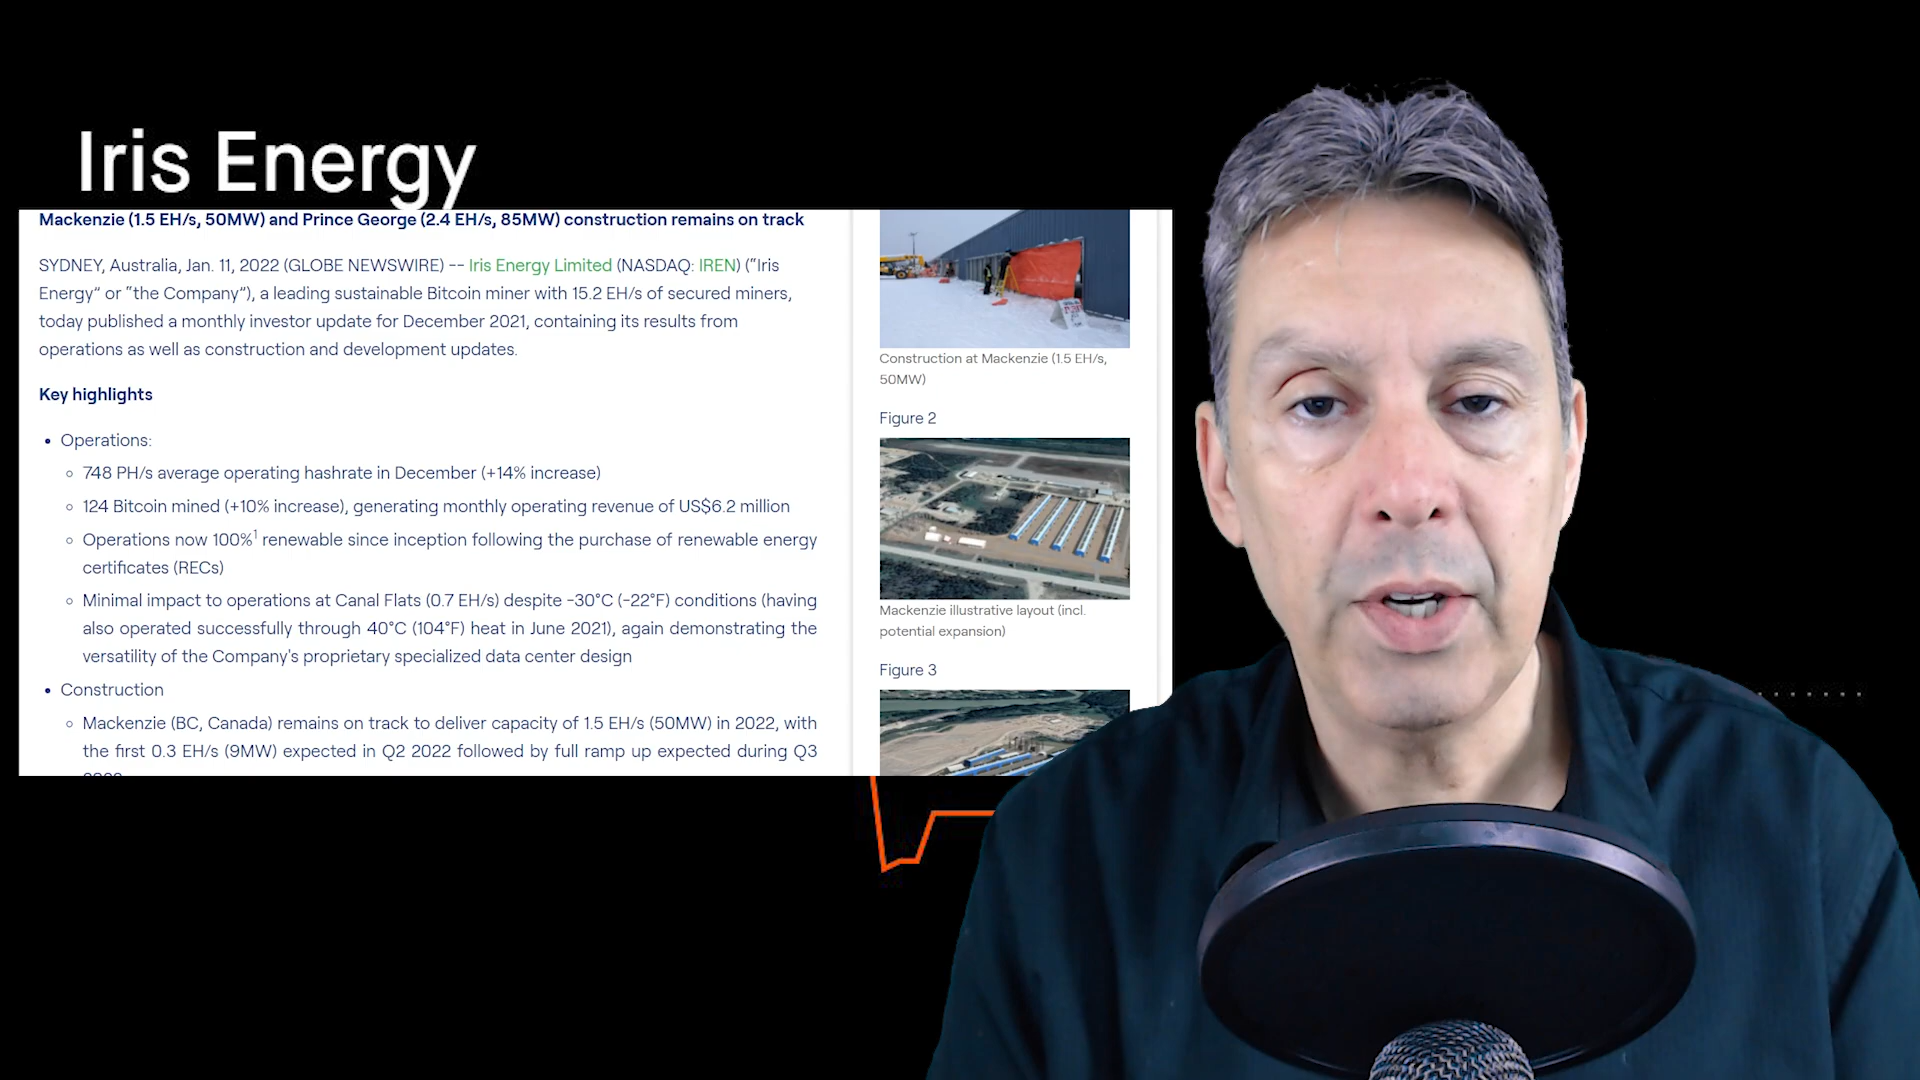 Iris Energy
Mackenzie (1.5 EH/s, 50MW) and Prince George (2.4 EH/s, 85MW) construction remains on track
SYDNEY, Australia, Jan. 11, 2022 (GLOBE NEWSWIRE) -- Iris Energy Limited (NASDAQ: IREN) (“Iris
Energy” or “the Company”), a leading sustainable Bitcoin miner with 15.2 EH/s of secured miners,
today published a monthly investor update for December 2021, containing its results from
operations as well as construction and development updates.
Key highlights
• Operations:
◦ 748 PH/s average operating hashrate in December (+14% increase)
◦ 124 Bitcoin mined (+10% increase), generating monthly operating revenue of US$6.2 million
◦ Operations now 100%¹ renewable since inception following the purchase of renewable energy
certificates (RECs)
◦ Minimal impact to operations at Canal Flats (0.7 EH/s) despite -30°C (-22°F) conditions (having
also operated successfully through 40°C (104°F) heat in June 2021), again demonstrating the
versatility of the Company's proprietary specialized data center design
• Construction
◦ Mackenzie (BC, Canada) remains on track to deliver capacity of 1.5 EH/s (50MW) in 2022, with
the first 0.3 EH/s (9MW) expected in Q2 2022 followed by full ramp up expected during Q3
Construction at Mackenzie (1.5 EH/s,
50MW)
Figure 2
Mackenzie illustrative layout (incl.
potential expansion)
Figure 3